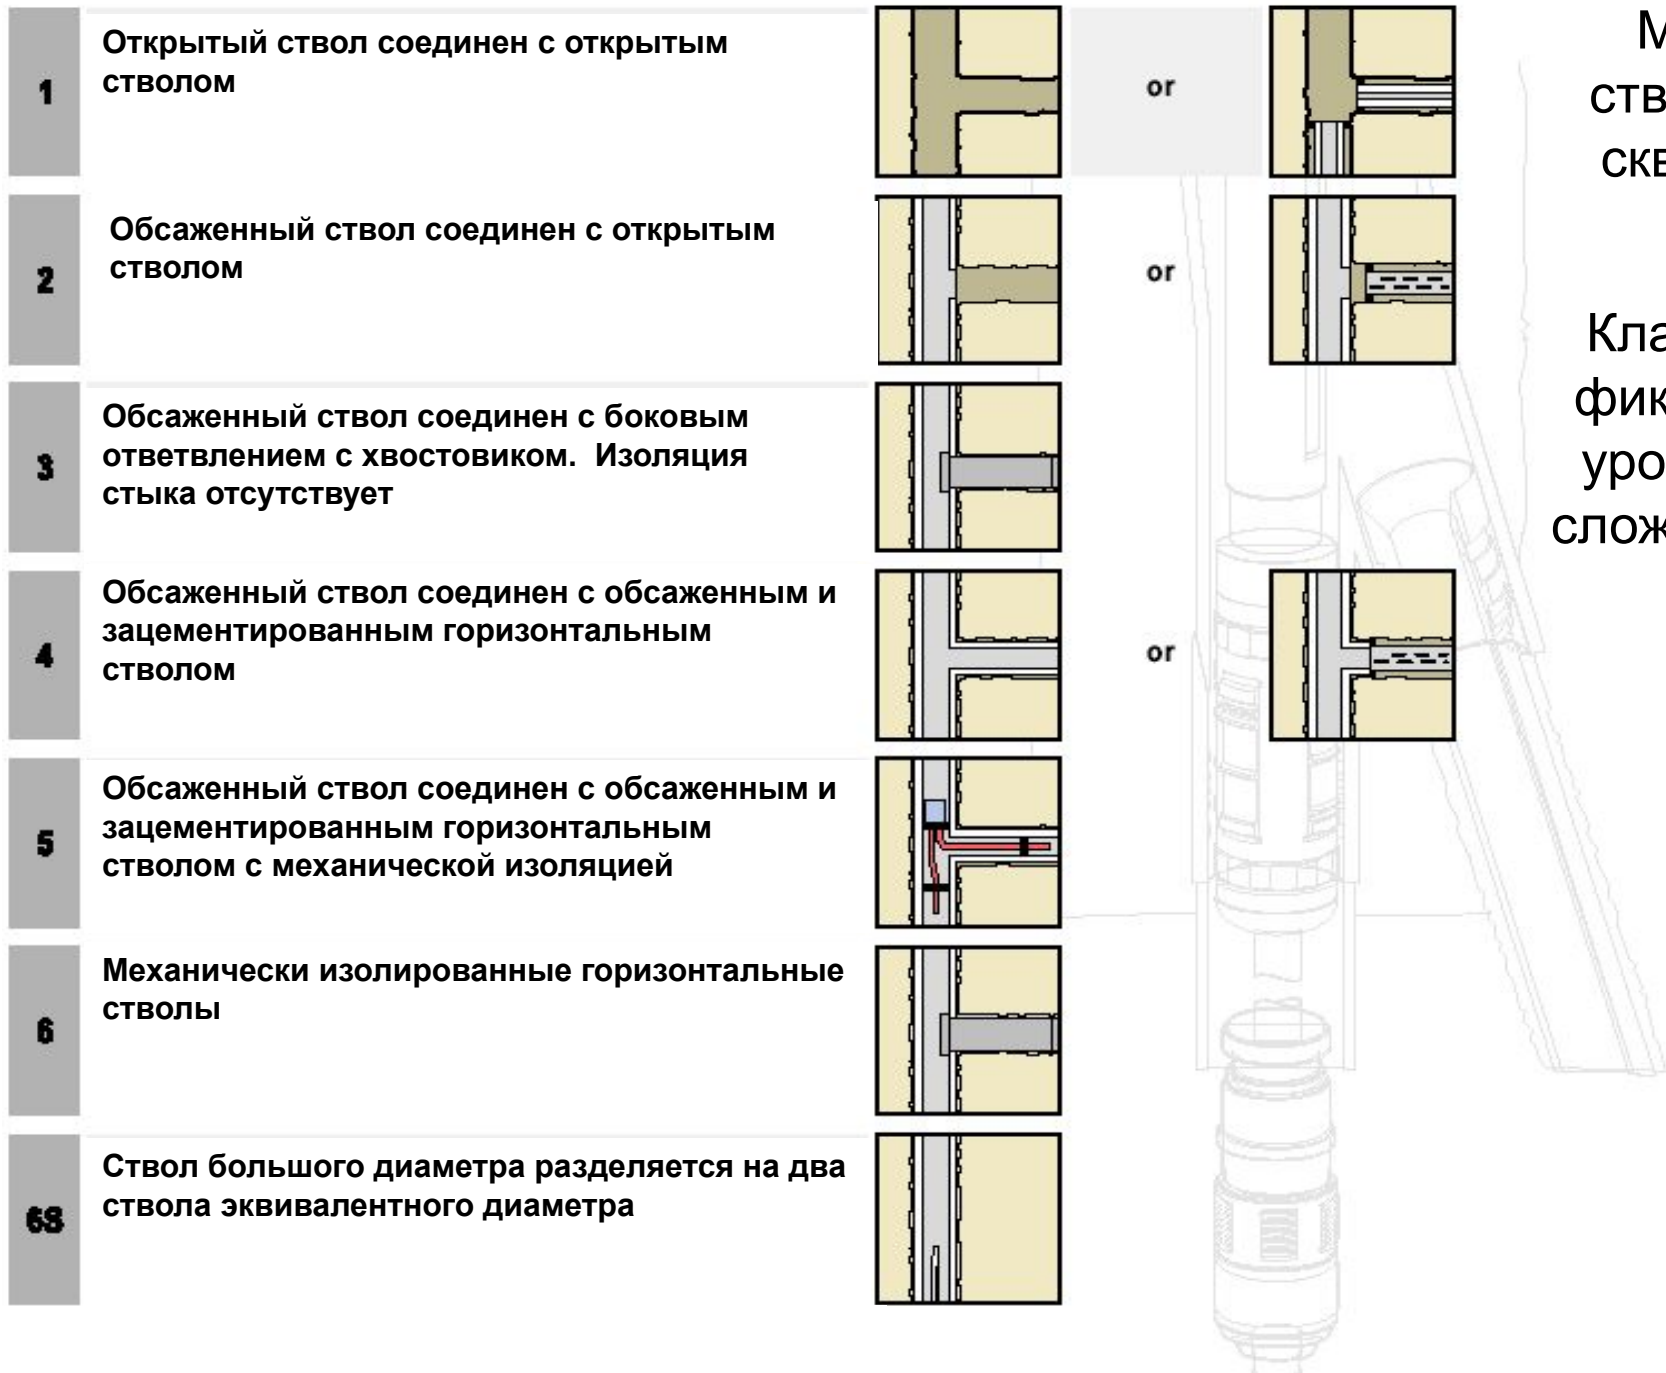 1
Открытый ствол соединен с открытым
стволом
or
2
Обсаженный ствол соединен с открытым
стволом
or
3
Обсаженный ствол соединен с боковым
ответвлением с хвостовиком. Изоляция
стыка отсутствует
4
Обсаженный ствол соединен с обсаженным и
зацементированным горизонтальным
стволом
or
5
Обсаженный ствол соединен с обсаженным и
зацементированным горизонтальным
стволом с механической изоляцией
6
Механически изолированные горизонтальные
стволы
6S
Ствол большого диаметра разделяется на два
ствола эквивалентного диаметра